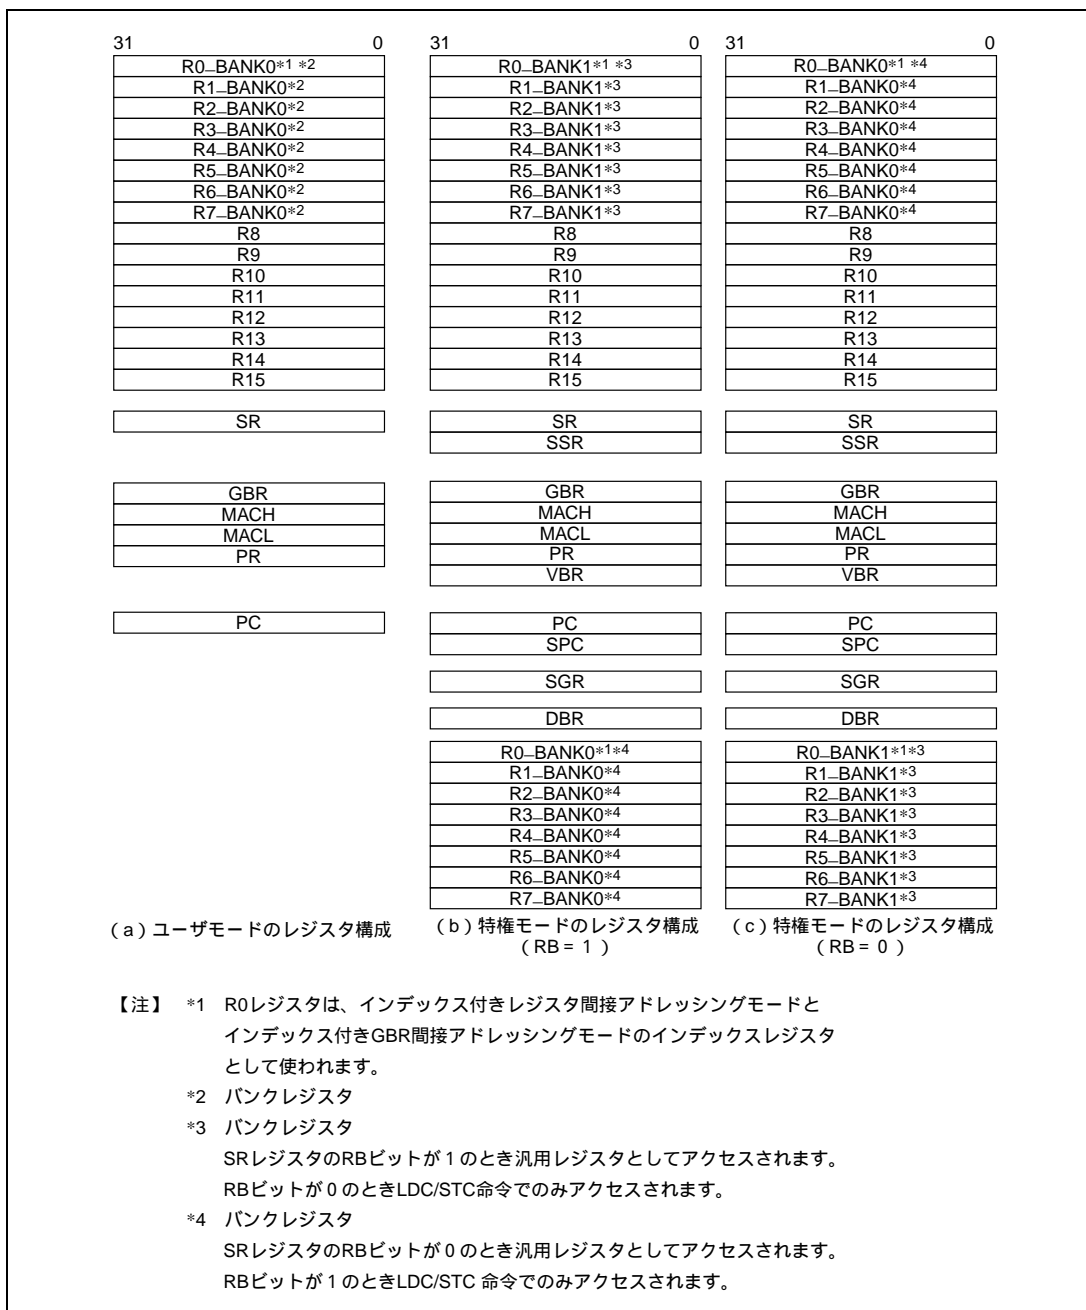 31 0 31 0 31 0
R0_BANK0*1 *2 R0_BANK1*1 *3 R0_BANK0*1 *4
R1_BANK0*2 R1_BANK1*3 R1_BANK0*4
R2_BANK0*2 R2_BANK1*3 R2_BANK0*4
R3_BANK0*2 R3_BANK1*3 R3_BANK0*4
R4_BANK0*2 R4_BANK1*3 R4_BANK0*4
R5_BANK0*2 R5_BANK1*3 R5_BANK0*4
R6_BANK0*2 R6_BANK1*3 R6_BANK0*4
R7_BANK0*2 R7_BANK1*3 R7_BANK0*4
R8 R8 R8
R9 R9 R9
R10 R10 R10
R11 R11 R11
R12 R12 R12
R13 R13 R13
R14 R14 R14
R15 R15 R15
SR SR SR
SSR SSR
GBR GBR GBR
MACH MACH MACH
MACL MACL MACL
PR PR PR
VBR VBR
PC PC PC
SPC SPC
SGR SGR
DBR DBR
R0_BANK0*1*4 R0_BANK1*1*3
R1_BANK0*4 R1_BANK1*3
R2_BANK0*4 R2_BANK1*3
R3_BANK0*4 R3_BANK1*3
R4_BANK0*4 R4_BANK1*3
R5_BANK0*4 R5_BANK1*3
R6_BANK0*4 R6_BANK1*3
R7_BANK0*4 R7_BANK1*3
(a)ユーザモードのレジスタ構成 (b)特権モードのレジスタ構成 (c)特権モードのレジスタ構成
(RB=1) (RB=0)
【注】 *1 R0レジスタは、インデックス付きレジスタ間接アドレッシングモードと
インデックス付きGBR間接アドレッシングモードのインデックスレジスタ
として使われます。
*2 バンクレジスタ
*3 バンクレジスタ
SRレジスタのRBビットが1のとき汎用レジスタとしてアクセスされます。
RBビットが0のときLDC/STC命令でのみアクセスされます。
*4 バンクレジスタ
SRレジスタのRBビットが0のとき汎用レジスタとしてアクセスされます。
RBビットが1のときLDC/STC 命令でのみアクセスされます。